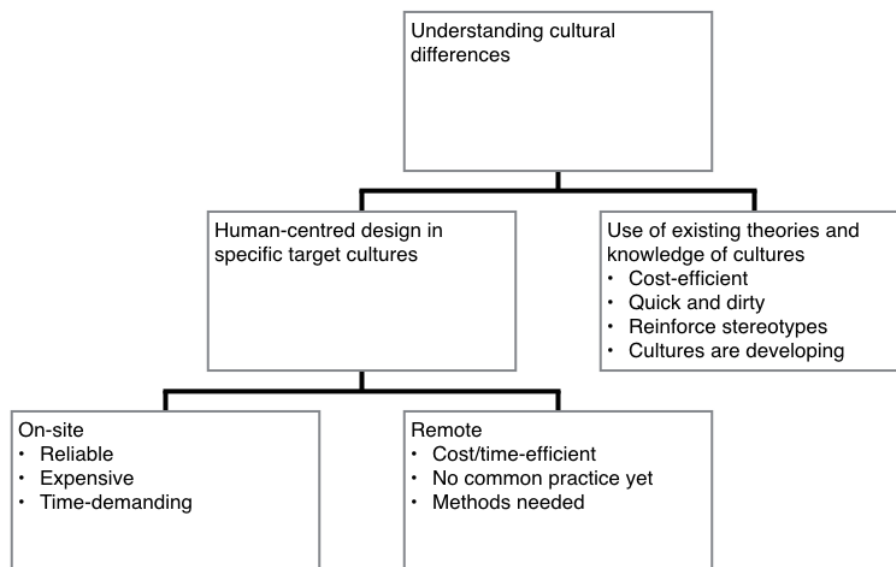 Understanding cultural
differences
Human-centred design in
specific target cultures
Use of existing theories and
knowledge of cultures
• Cost-efficient
• Quick and dirty
• Reinforce stereotypes
• Cultures are developing
On-site
• Reliable
• Expensive
• Time-demanding
Remote
• Cost/time-efficient
• No common practice yet
• Methods needed